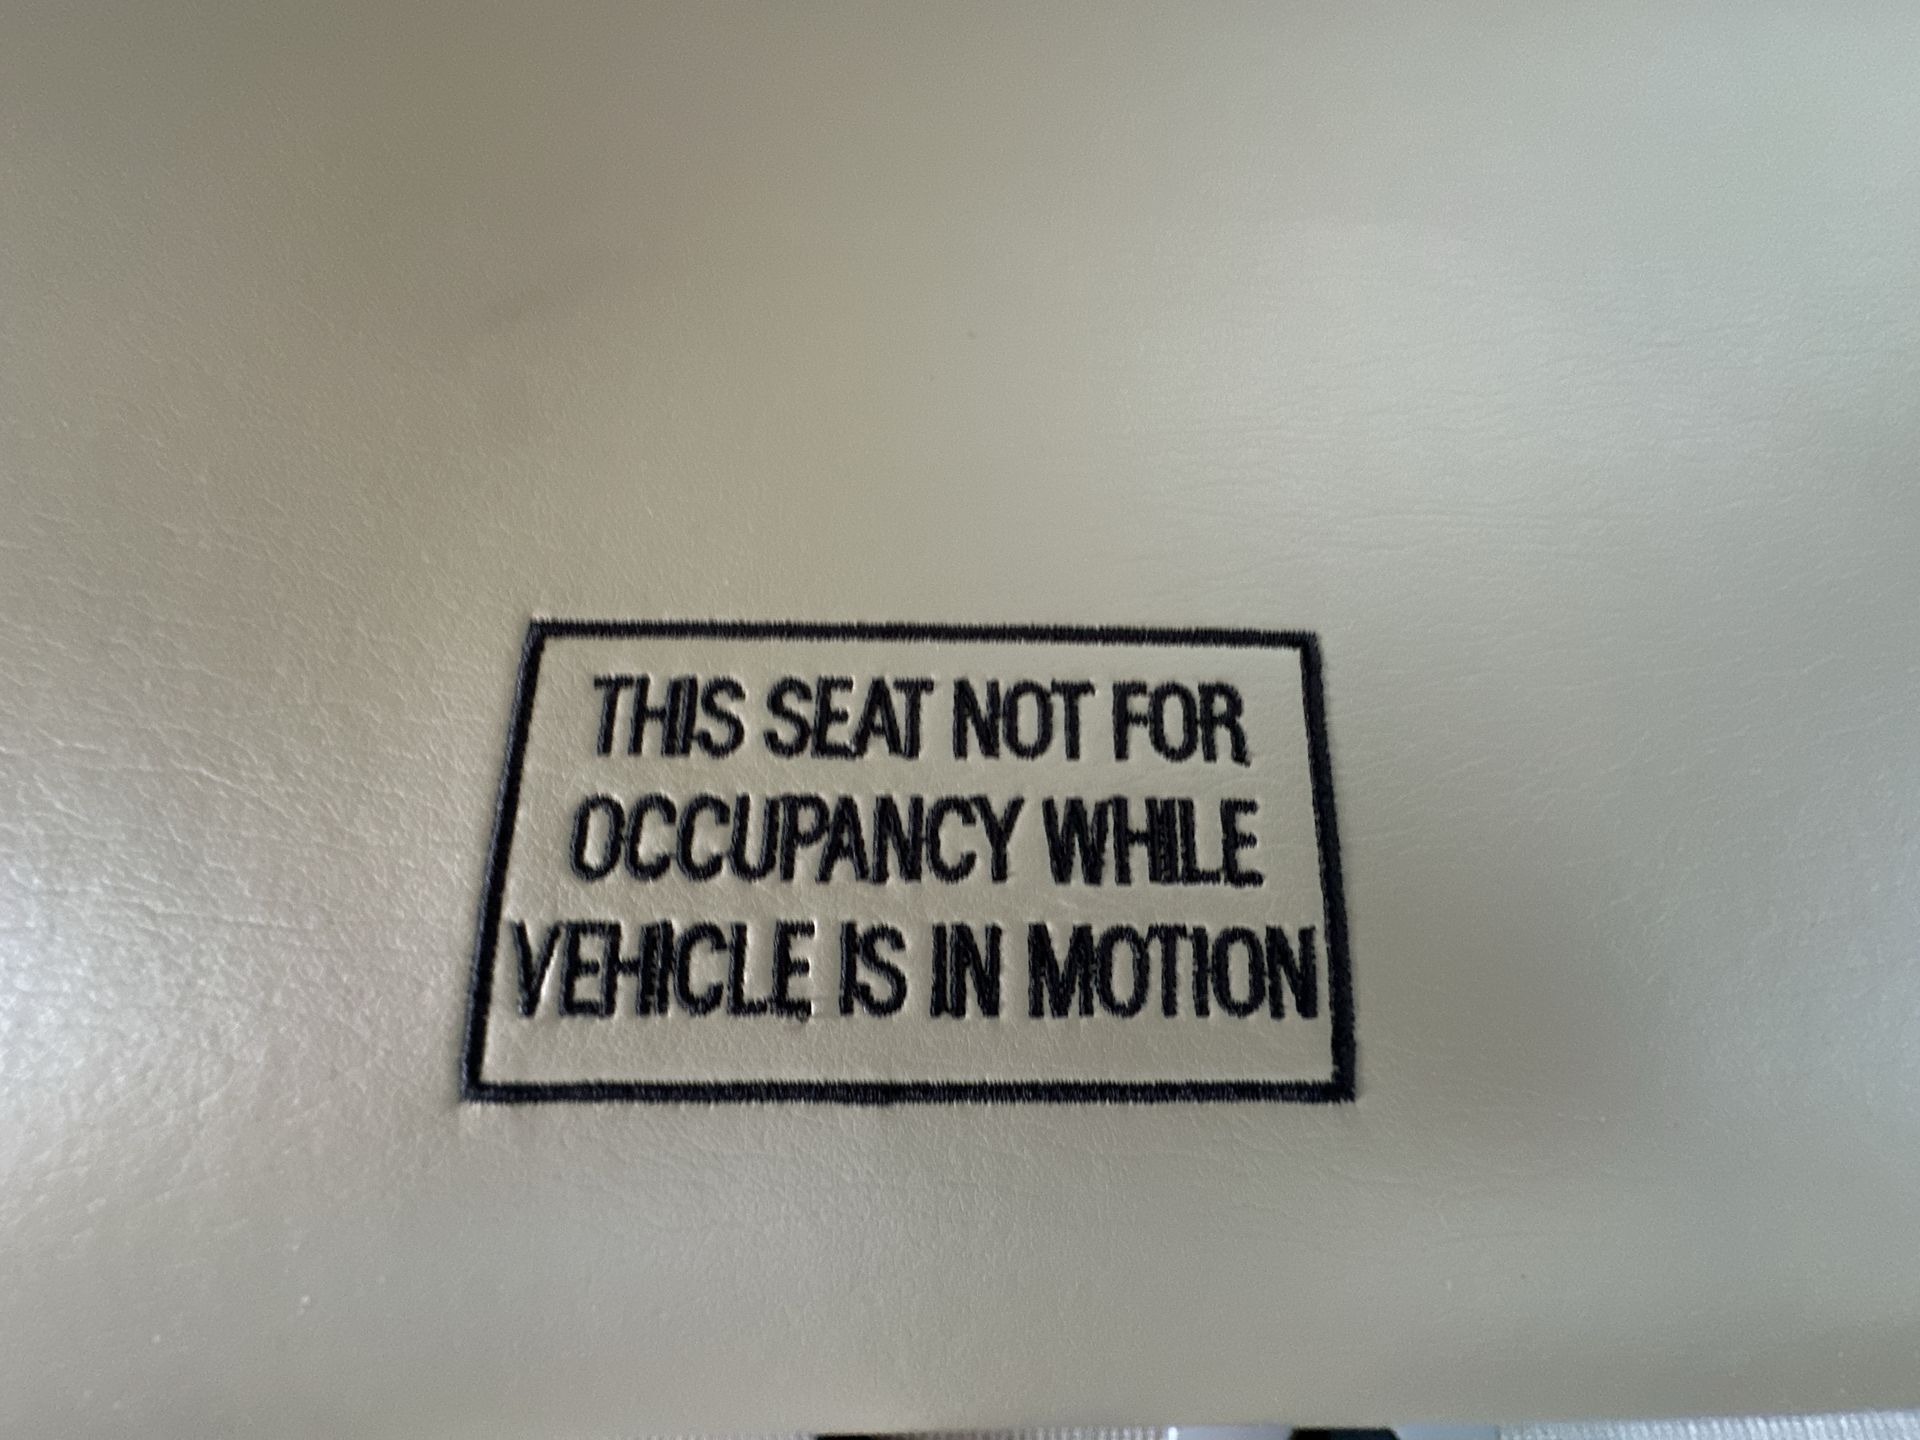 THIS SEAT NOT FOR
OCCUPANCY WHILE
VEHICLE IS IN MOTION